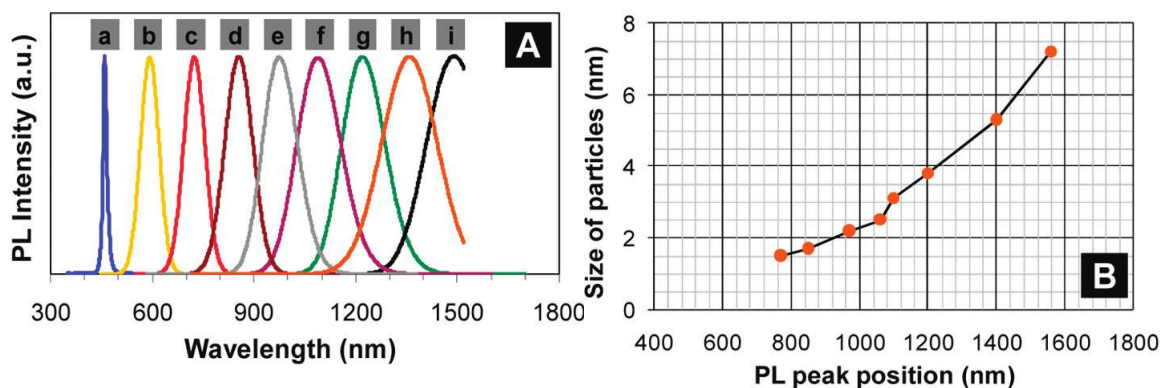 a b c d e f g h i
A
PL Intensity (a.u.)
300 600 900 1200 1500 1800
Wavelength (nm)
8
6
4
2
0
Size of particles (nm)
B
400 600 800 1000 1200 1400 1600 1800
PL peak position (nm)